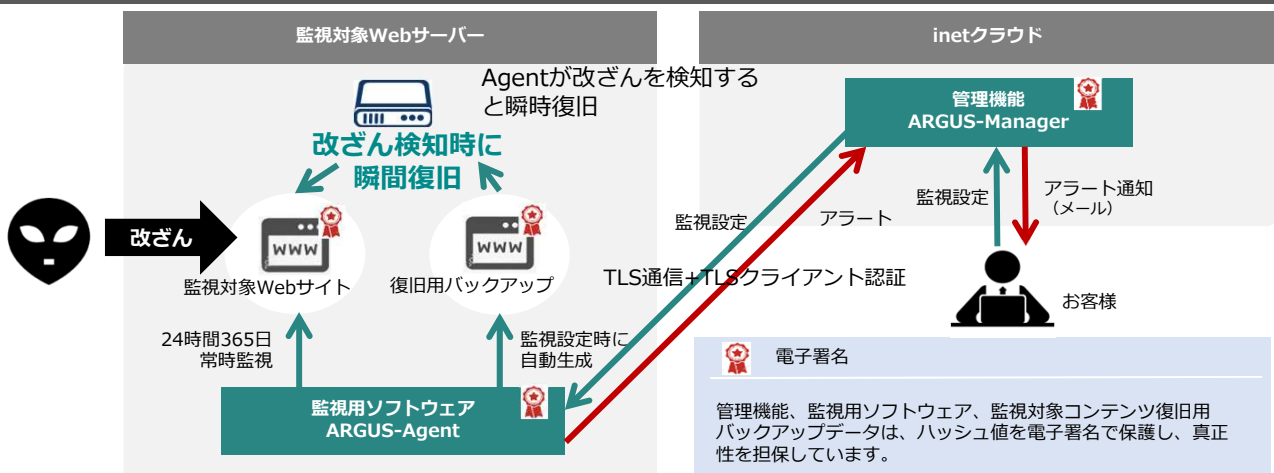 監視対象Webサーバー
inetクラウド
Agentが改ざんを検知する
と瞬時復旧
改ざん検知時に
瞬間復旧
改ざん
www
監視対象Webサイト
www
復旧用バックアップ
24時間365日
常時監視
監視設定時に
自動生成
監視用ソフトウェア
ARGUS-Agent
管理機能
ARGUS-Manager
監視設定
アラート
監視設定
アラート通知
（メール）
TLS通信+TLSクライアント認証
お客様
電子署名
管理機能、監視用ソフトウェア、監視対象コンテンツ復旧用
バックアップデータは、ハッシュ値を電子署名で保護し、真正
性を担保しています。